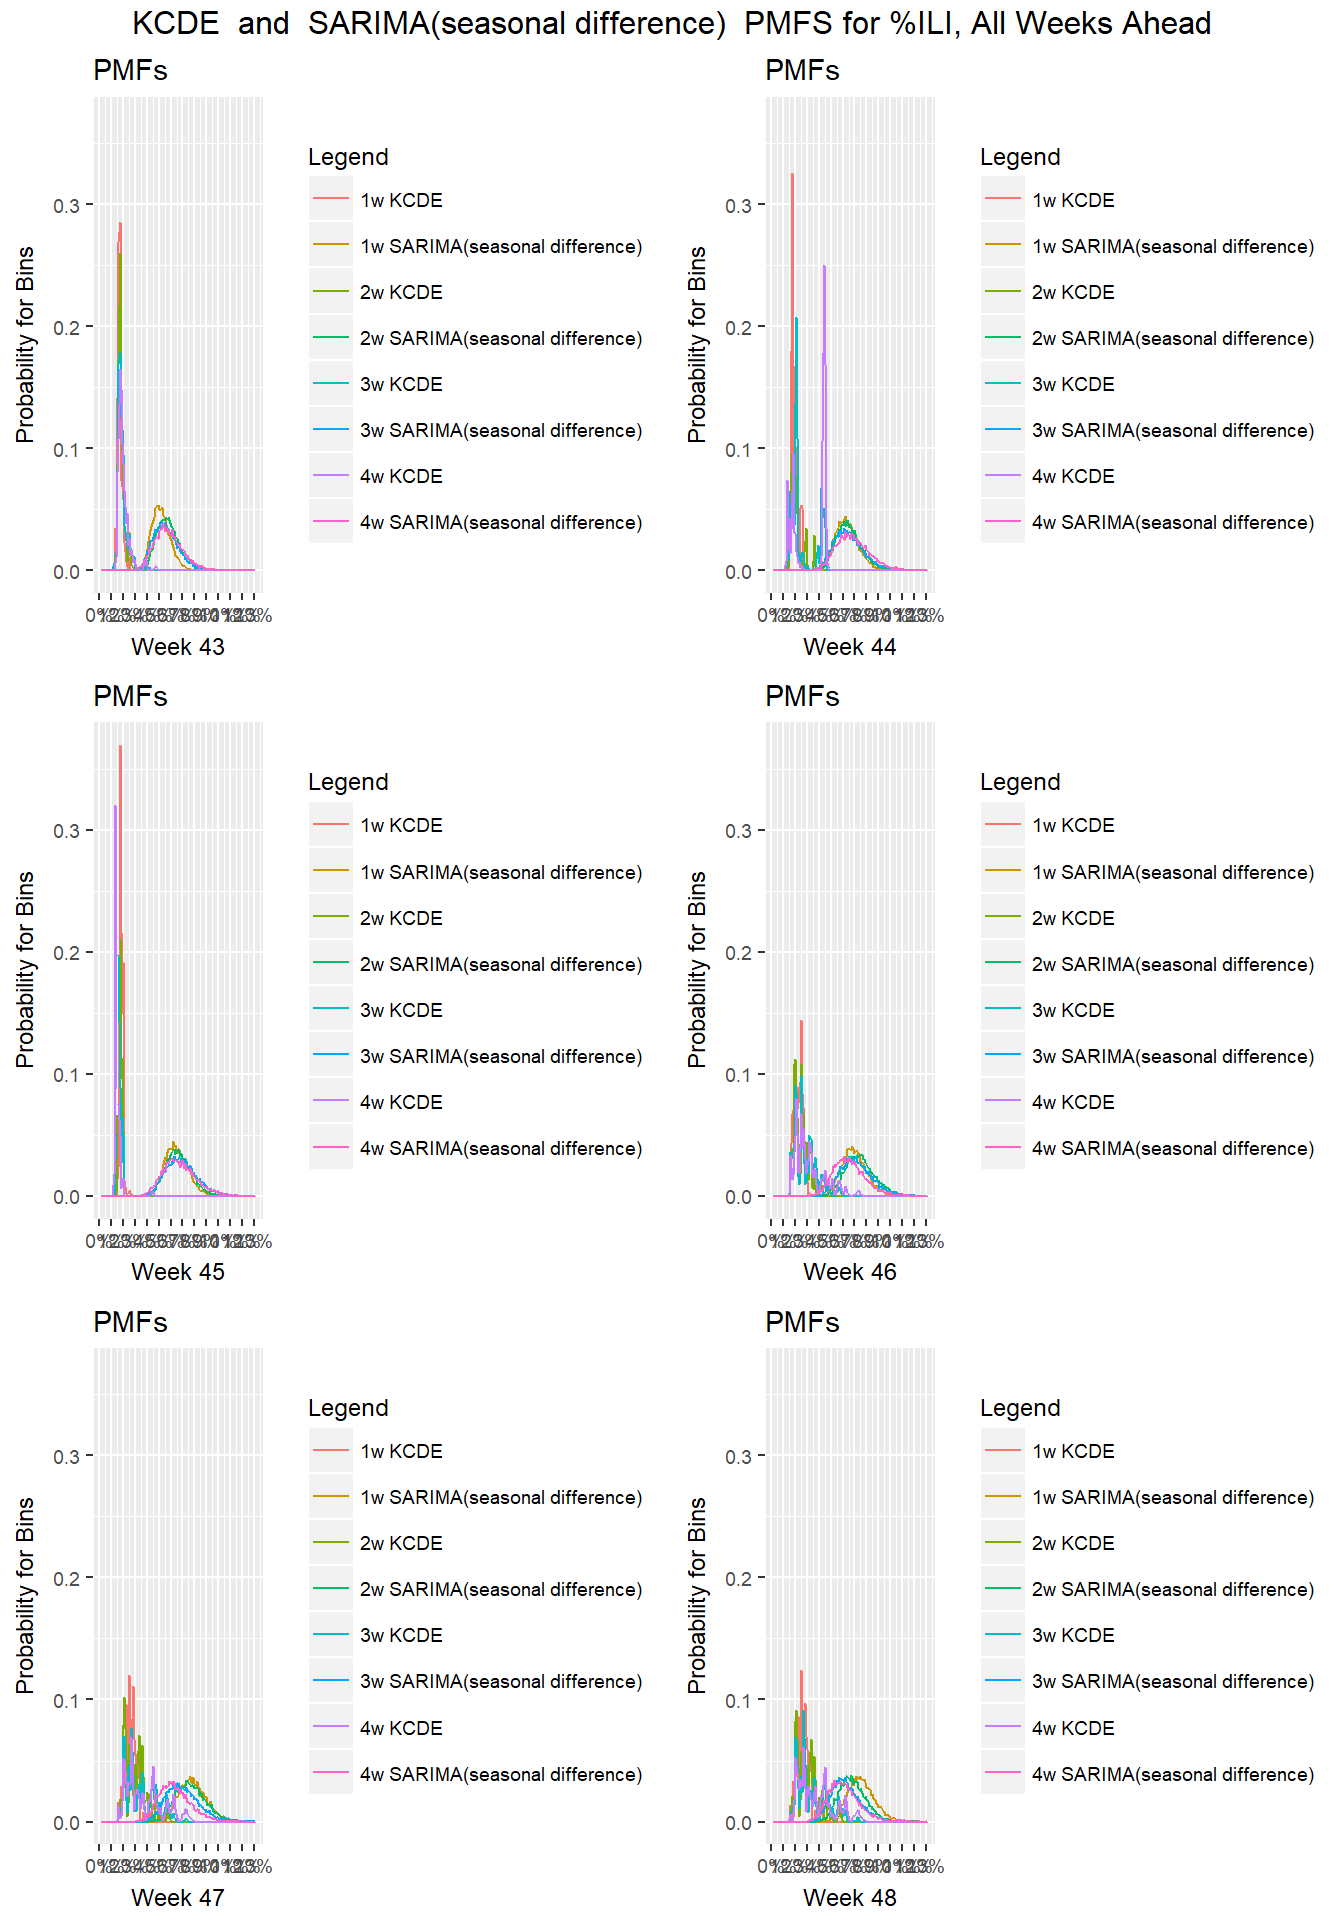 KCDE and SARIMA(seasonal difference) PMFS for %ILI, All Weeks Ahead
PMFs
Probability for Bins
0.3
0.2
0.1
0.0
Week 43
Legend
1w KCDE
1w SARIMA(seasonal difference)
2w KCDE
2w SARIMA(seasonal difference)
3w KCDE
3w SARIMA(seasonal difference)
4w KCDE
4w SARIMA(seasonal difference)
PMFs
Probability for Bins
0.3
0.2
0.1
0.0
Week 44
Legend
1w KCDE
1w SARIMA(seasonal difference)
2w KCDE
2w SARIMA(seasonal difference)
3w KCDE
3w SARIMA(seasonal difference)
4w KCDE
4w SARIMA(seasonal difference)
PMFs
Probability for Bins
0.3
0.2
0.1
0.0
Week 45
Legend
1w KCDE
1w SARIMA(seasonal difference)
2w KCDE
2w SARIMA(seasonal difference)
3w KCDE
3w SARIMA(seasonal difference)
4w KCDE
4w SARIMA(seasonal difference)
PMFs
Probability for Bins
0.3
0.2
0.1
0.0
Week 46
Legend
1w KCDE
1w SARIMA(seasonal difference)
2w KCDE
2w SARIMA(seasonal difference)
3w KCDE
3w SARIMA(seasonal difference)
4w KCDE
4w SARIMA(seasonal difference)
PMFs
Probability for Bins
0.3
0.2
0.1
0.0
Week 47
Legend
1w KCDE
1w SARIMA(seasonal difference)
2w KCDE
2w SARIMA(seasonal difference)
3w KCDE
3w SARIMA(seasonal difference)
4w KCDE
4w SARIMA(seasonal difference)
PMFs
Probability for Bins
0.3
0.2
0.1
0.0
Week 48
Legend
1w KCDE
1w SARIMA(seasonal difference)
2w KCDE
2w SARIMA(seasonal difference)
3w KCDE
3w SARIMA(seasonal difference)
4w KCDE
4w SARIMA(seasonal difference)